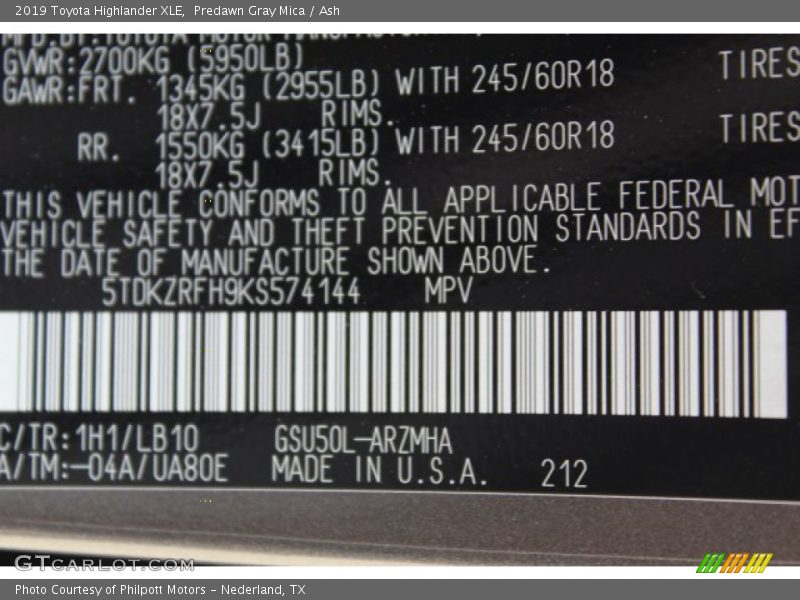 2019 Toyota Highlander XLE, Predawn Gray Mica / Ash
MFD.BY:TOYOTA MOTOR
GVWR:2700KG (5950LB)
GAWR:FRT. 1345KG (2955LB) WITH 245/60R18 TIRES
18X7.5J RIMS.
RR. 1550KG (3415LB) WITH 245/60R18 TIRES
18X7.5J RIMS.
THIS VEHICLE CONFORMS TO ALL APPLICABLE FEDERAL MOT
VEHICLE SAFETY AND THEFT PREVENTION STANDARDS IN EF
THE DATE OF MANUFACTURE SHOWN ABOVE.
5TDKZRFH9KS574144 MPV
C/TR:1H1/LB10 GSU50L-ARZMHA
A/TM:-04A/UA80E MADE IN U.S.A. 212
GTCARLOT.COM
Photo Courtesy of Philpott Motors - Nederland, TX